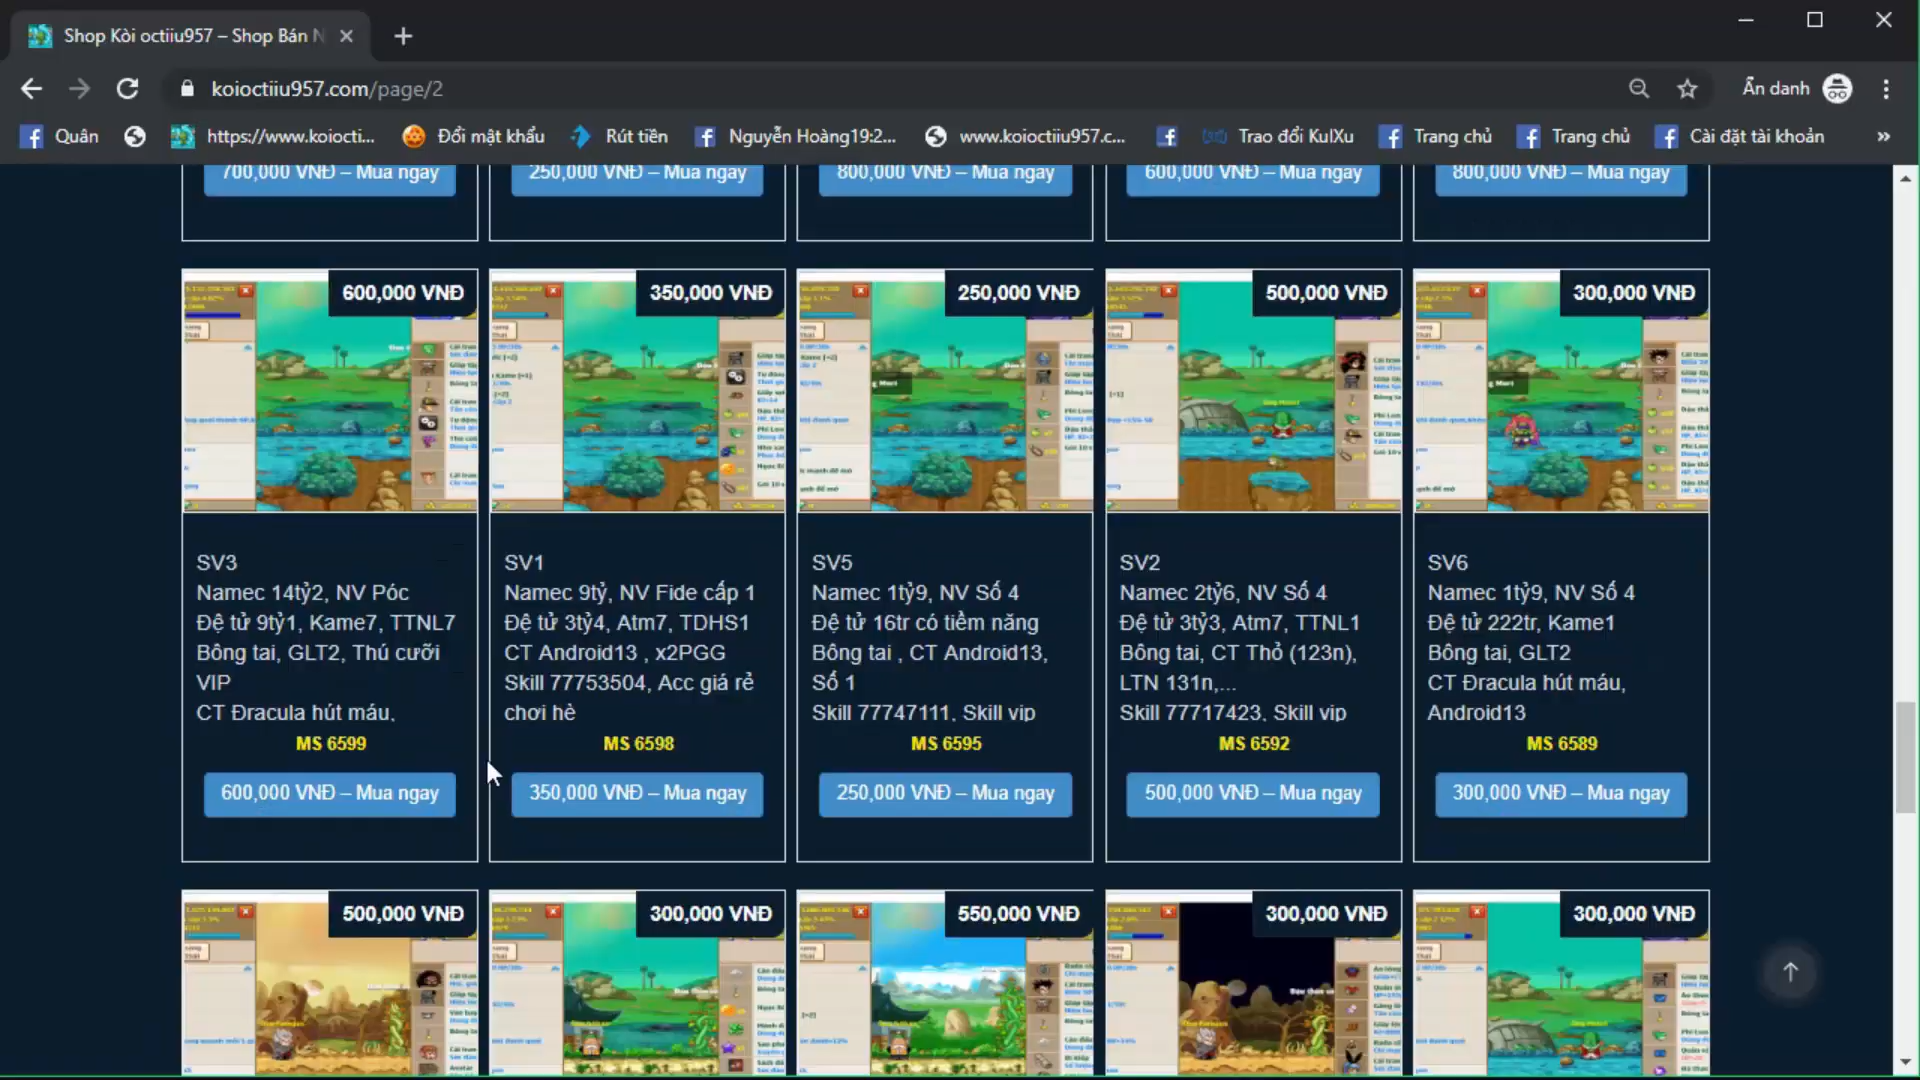 Shop Kòi octiiu957 – Shop Bán N
koioctiiu957.com/page/2
Ẩn danh
Quân
https://www.koiocti...
Đổi mật khẩu
Rút tiền
Nguyễn Hoàng19:2...
www.koioctiiu957.c...
Trao đổi KulXu
Trang chủ
Trang chủ
Cài đặt tài khoản
»
700,000 VNĐ – Mua ngay
250,000 VNĐ – Mua ngay
800,000 VNĐ – Mua ngay
600,000 VNĐ – Mua ngay
800,000 VNĐ – Mua ngay
600,000 VNĐ
SV3
Namec 14tỷ2, NV Póc
Đệ tử 9tỷ1, Kame7, TTNL7
Bông tai, GLT2, Thú cưỡi
VIP
CT Đracula hút máu,
MS 6599
600,000 VNĐ – Mua ngay
350,000 VNĐ
SV1
Namec 9tỷ, NV Fide cấp 1
Đệ tử 3tỷ4, Atm7, TDHS1
CT Android13 , x2PGG
Skill 77753504, Acc giá rẻ
chơi hè
MS 6598
350,000 VNĐ – Mua ngay
250,000 VNĐ
SV5
Namec 1tỷ9, NV Số 4
Đệ tử 16tr có tiềm năng
Bông tai , CT Android13,
Số 1
Skill 77747111, Skill vip
MS 6595
250,000 VNĐ – Mua ngay
500,000 VNĐ
SV2
Namec 2tỷ6, NV Số 4
Đệ tử 3tỷ3, Atm7, TTNL1
Bông tai, CT Thỏ (123n),
LTN 131n,...
Skill 77717423, Skill vip
MS 6592
500,000 VNĐ – Mua ngay
300,000 VNĐ
SV6
Namec 1tỷ9, NV Số 4
Đệ tử 222tr, Kame1
Bông tai, GLT2
CT Đracula hút máu,
Android13
MS 6589
300,000 VNĐ – Mua ngay
500,000 VNĐ
300,000 VNĐ
550,000 VNĐ
300,000 VNĐ
300,000 VNĐ